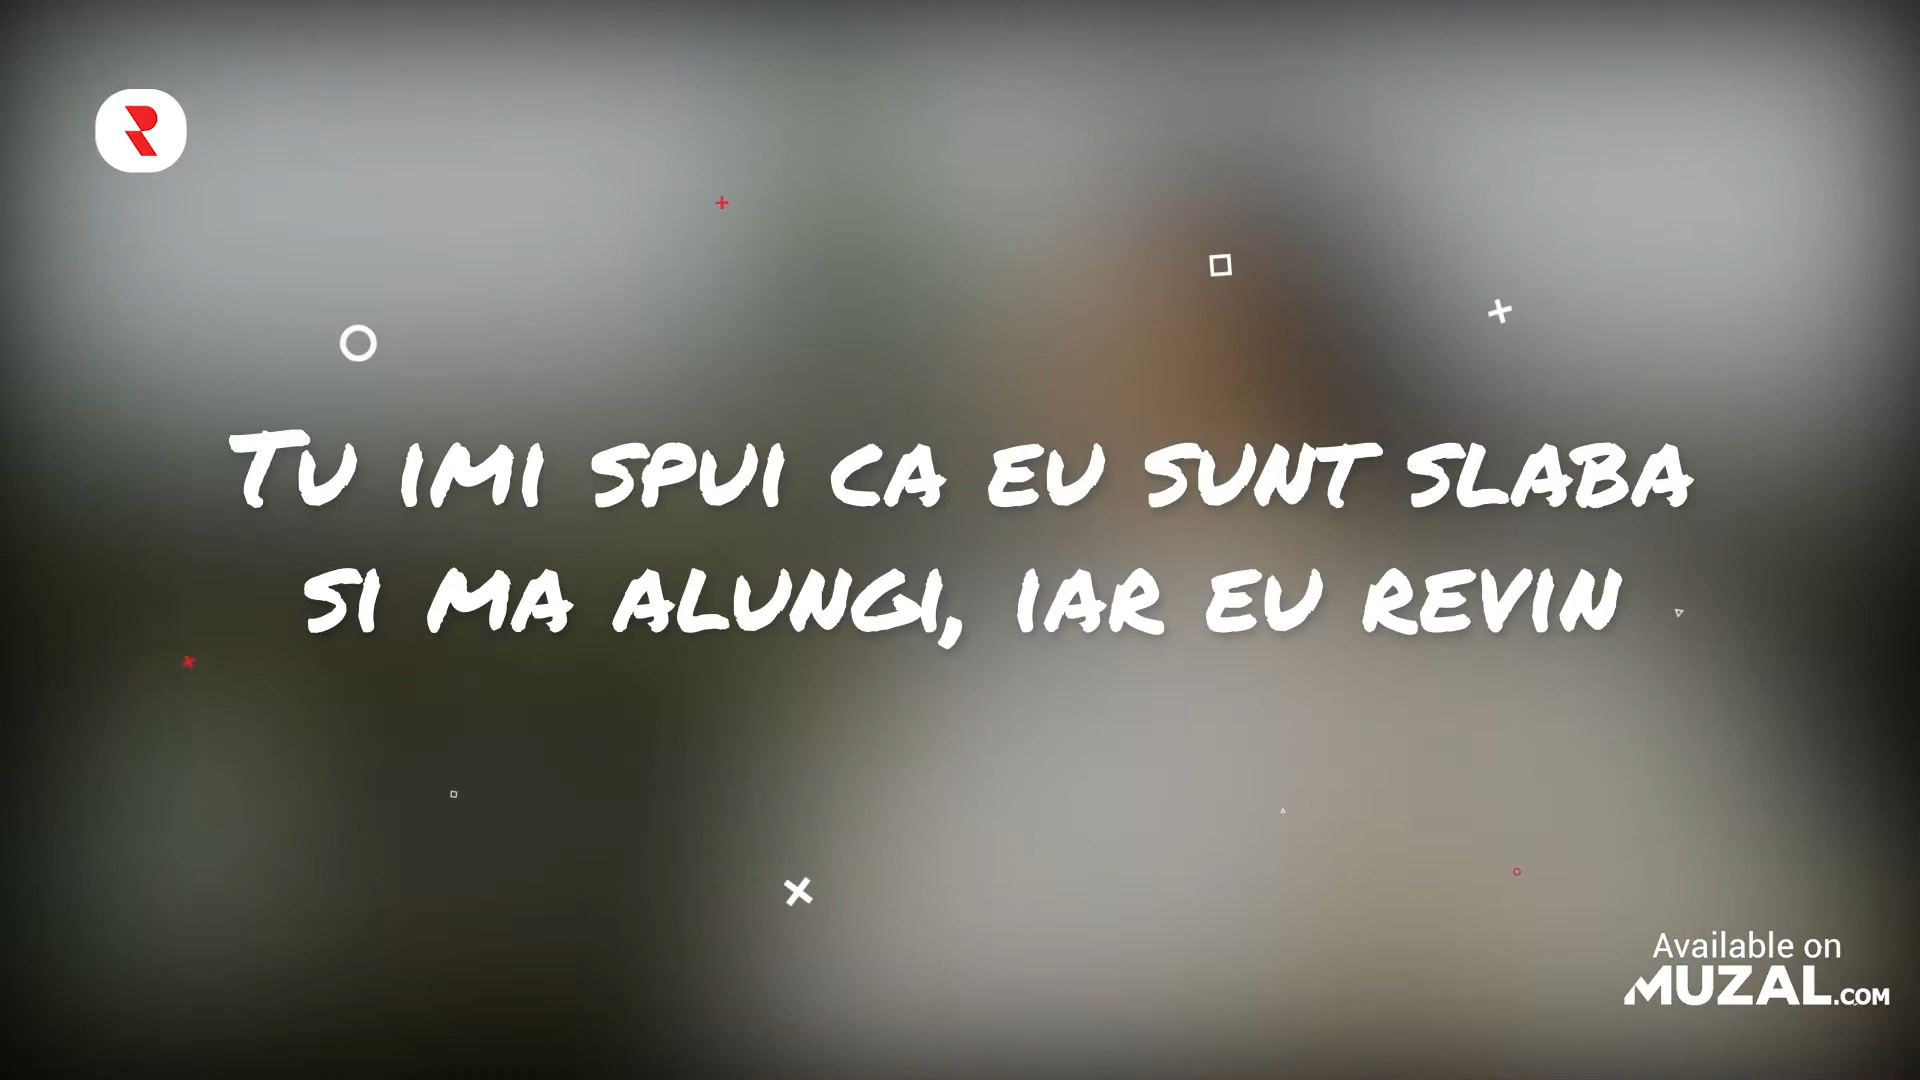 Tu imi spui ca eu sunt slaba
si ma alungi, iar eu revin
Available on
MUZAL.COM